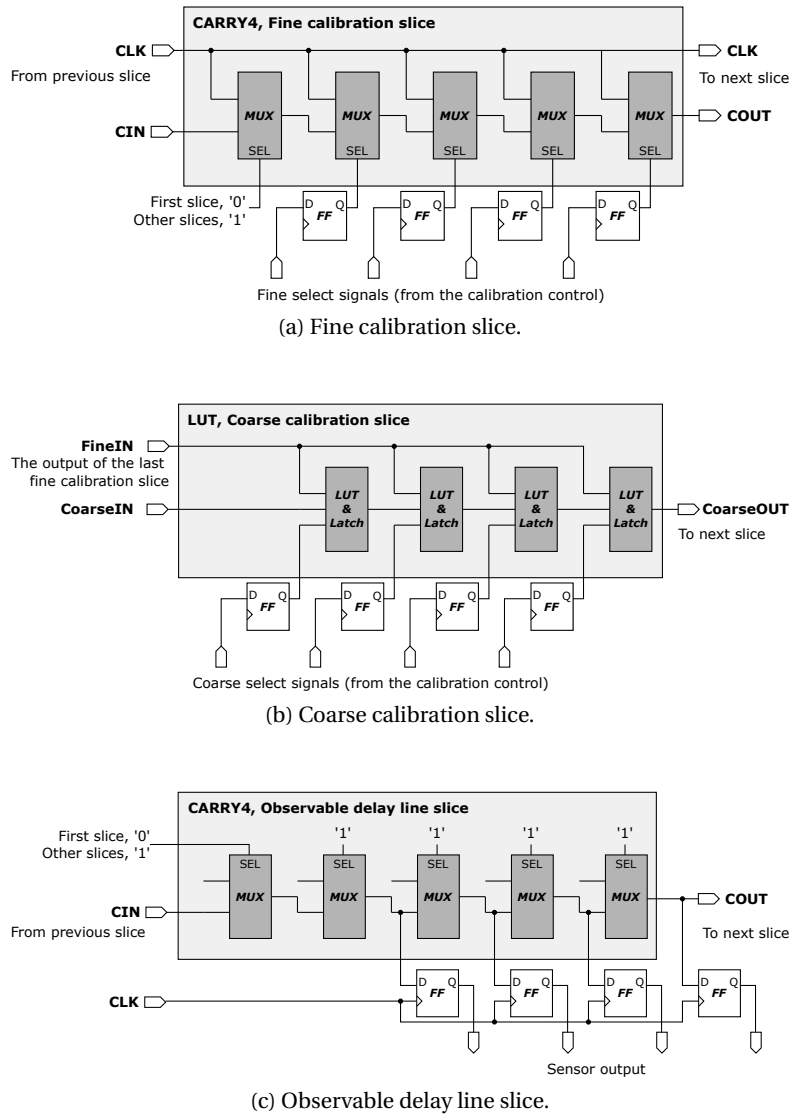 CARRY4, Fine calibration slice
CLK
CLK
From previous slice
To next slice
MUX
MUX
MUX
MUX
MUX
CIN
COUT
SEL
SEL
SEL
SEL
SEL
First slice, '0'
Other slices, '1'
D Q
FF
D Q
FF
D Q
FF
D Q
FF
Fine select signals (from the calibration control)
(a) Fine calibration slice.
LUT, Coarse calibration slice
FineIN
The output of the last
fine calibration slice
CoarseIN
LUT
&
Latch
LUT
&
Latch
LUT
&
Latch
LUT
&
Latch
CoarseOUT
To next slice
D Q
FF
D Q
FF
D Q
FF
D Q
FF
Coarse select signals (from the calibration control)
(b) Coarse calibration slice.
CARRY4, Observable delay line slice
First slice, '0'
Other slices, '1'
'1'
'1'
'1'
'1'
SEL
SEL
SEL
SEL
SEL
MUX
MUX
MUX
MUX
MUX
CIN
COUT
From previous slice
To next slice
D Q
FF
D Q
FF
D Q
FF
D Q
FF
CLK
Sensor output
(c) Observable delay line slice.